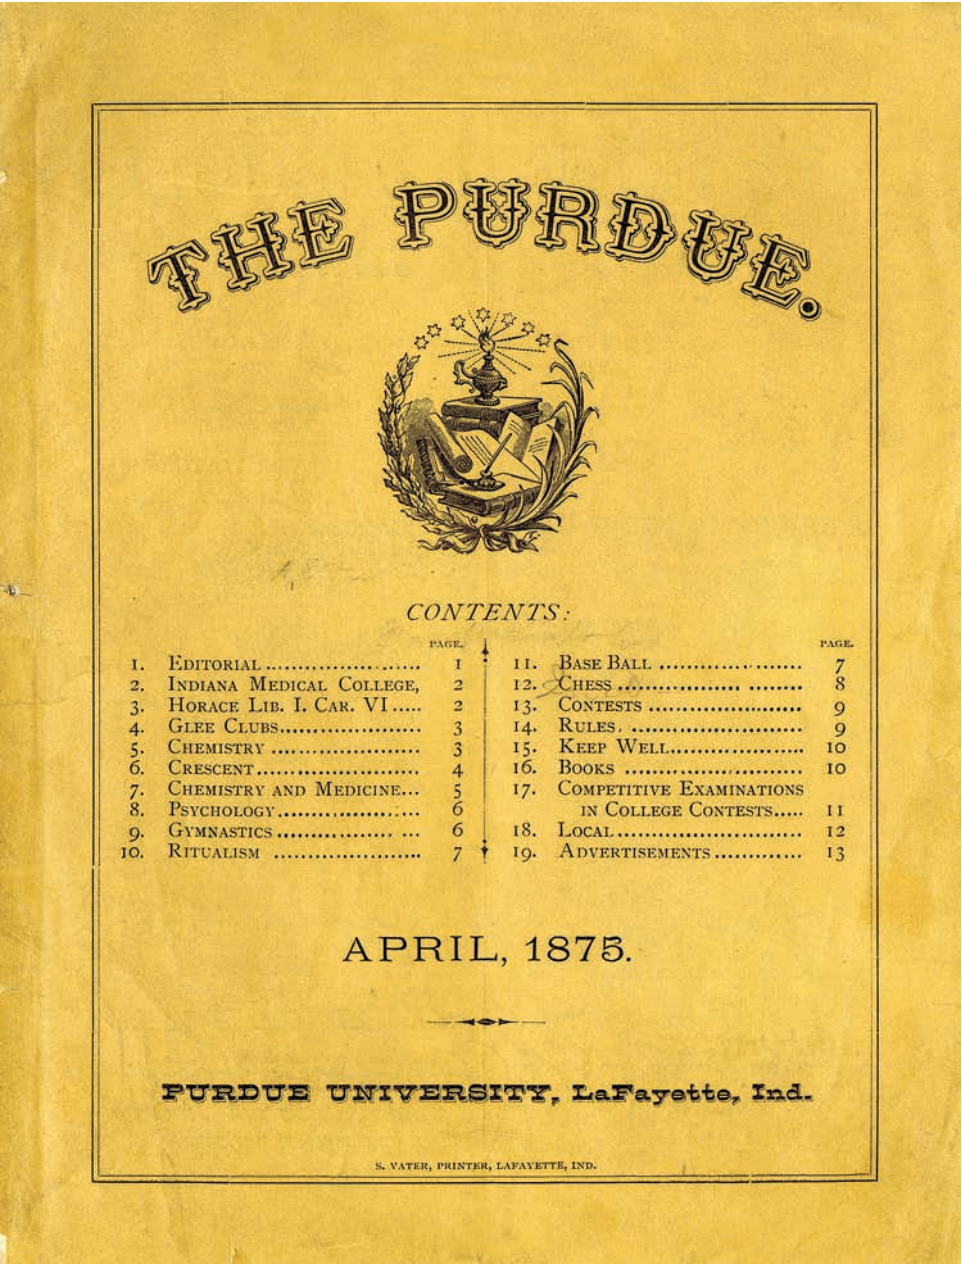 THE PURDUE.
CONTENTS:
PAGE.
1. EDITORIAL ........................ 1
2. INDIANA MEDICAL COLLEGE, 2
3. HORACE LIB. I. CAR. VI ..... 2
4. GLEE CLUBS..................... 3
5. CHEMISTRY ...................... 3
6. CRESCENT........................ 4
7. CHEMISTRY AND MEDICINE... 5
8. PSYCHOLOGY..................... 6
9. GYMNASTICS ..................... 6
10. RITUALISM ...................... 7
PAGE.
11. BASE BALL ...................... 7
12. CHESS ........................... 8
13. CONTESTS ....................... 9
14. RULES. .......................... 9
15. KEEP WELL.................... 10
16. BOOKS .......................... 10
17. COMPETITIVE EXAMINATIONS
IN COLLEGE CONTESTS..... 11
18. LOCAL............................ 12
19. ADVERTISEMENTS ............. 13
APRIL, 1875.
PURDUE UNIVERSITY, LaFayette, Ind.
S. VATER, PRINTER, LAFAYETTE, IND.